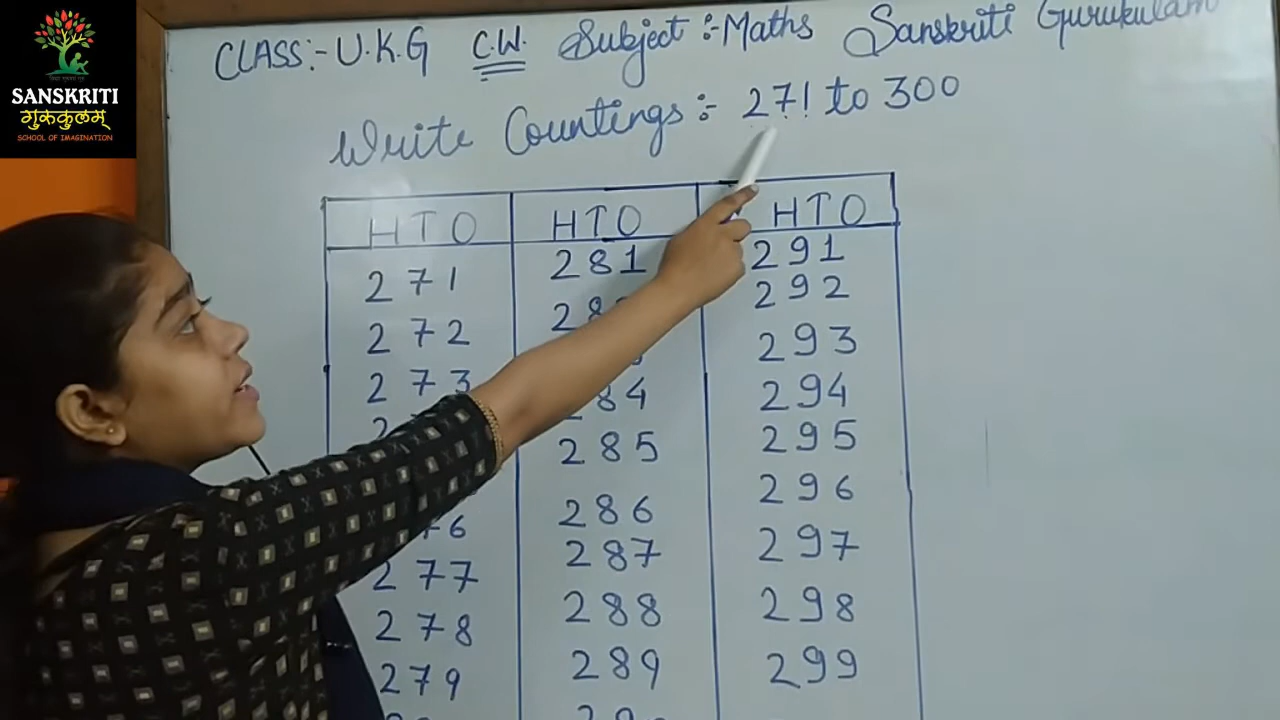 SANSKRITI
गुरुकुलम्
SCHOOL OF IMAGINATION
CLASS:- U.K.G C.W. Subject :- Maths Sanskriti Gurukulam
Write Countings :- 271 to 300
HTO HTO HTO
271 281 291
272 292
273 293
84 294
285 295
286 296
277 287 297
278 288 298
279 289 299